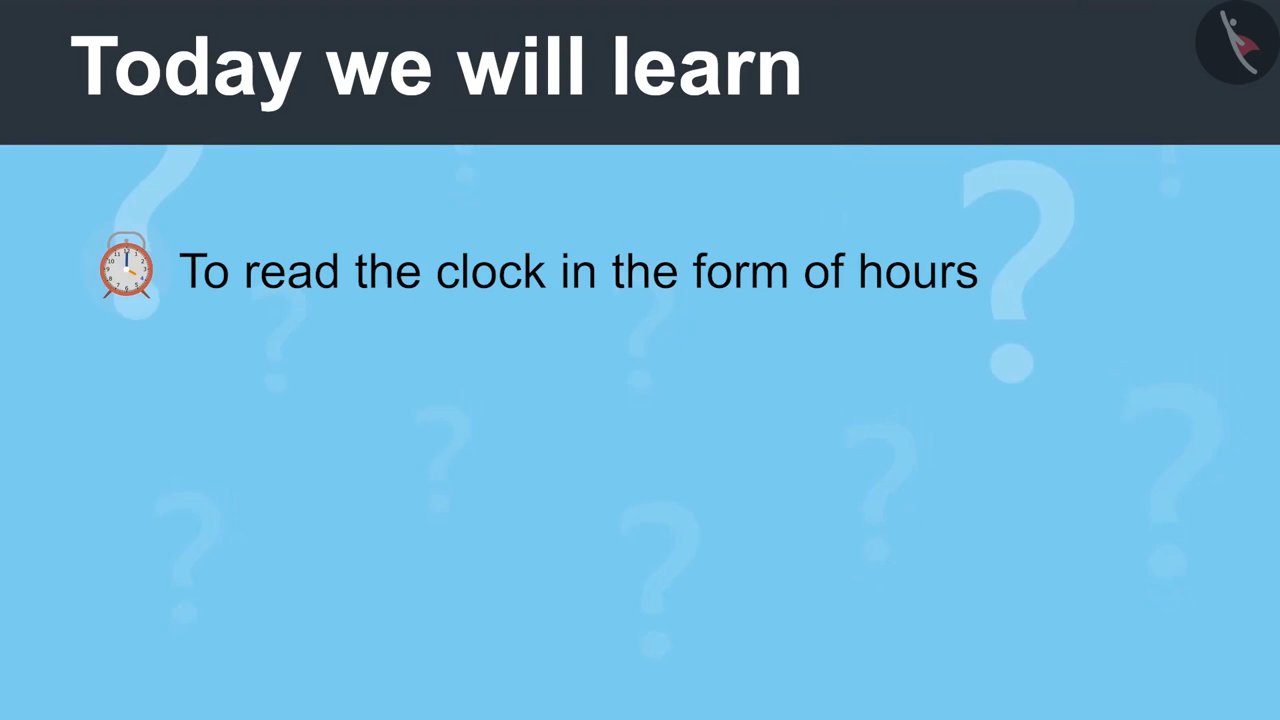 Today we will learn
To read the clock in the form of hours